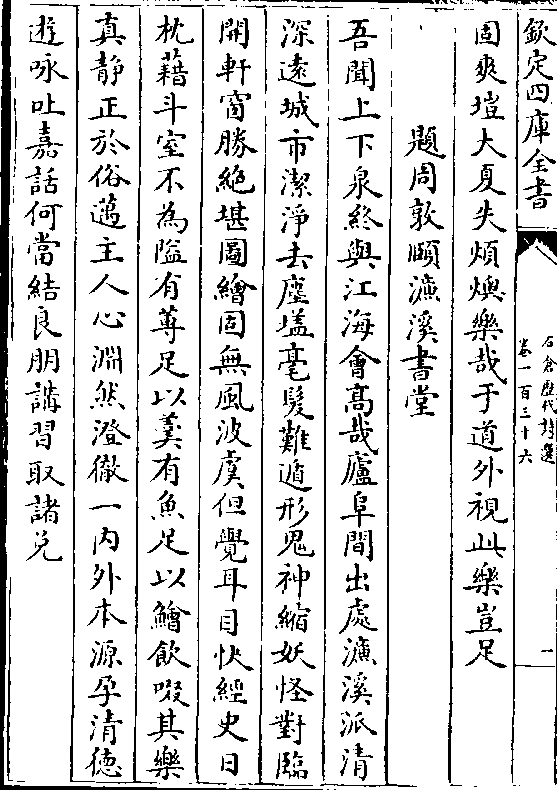 欽定四庫全書
石倉歷代詩選
卷一百三十六
一
固爽塏大夏失煩燠樂哉于道外視此樂豈足
題周敦頤濂溪書堂
吾聞上下泉終與江海會高哉廬阜間出處濂溪派清
深遠城市潔淨去塵壒毫髮難遁形鬼神縮妖怪對臨
開軒窗勝絶堪圖繪固無風波虞但覺耳目快經史日
枕藉斗室不為隘有蓴足以羮有魚足以鱠飲啜其樂
真静正於俗邁主人心淵然澄徹一内外本源孕清德
遊咏吐嘉話何當結良朋講習取諸兑